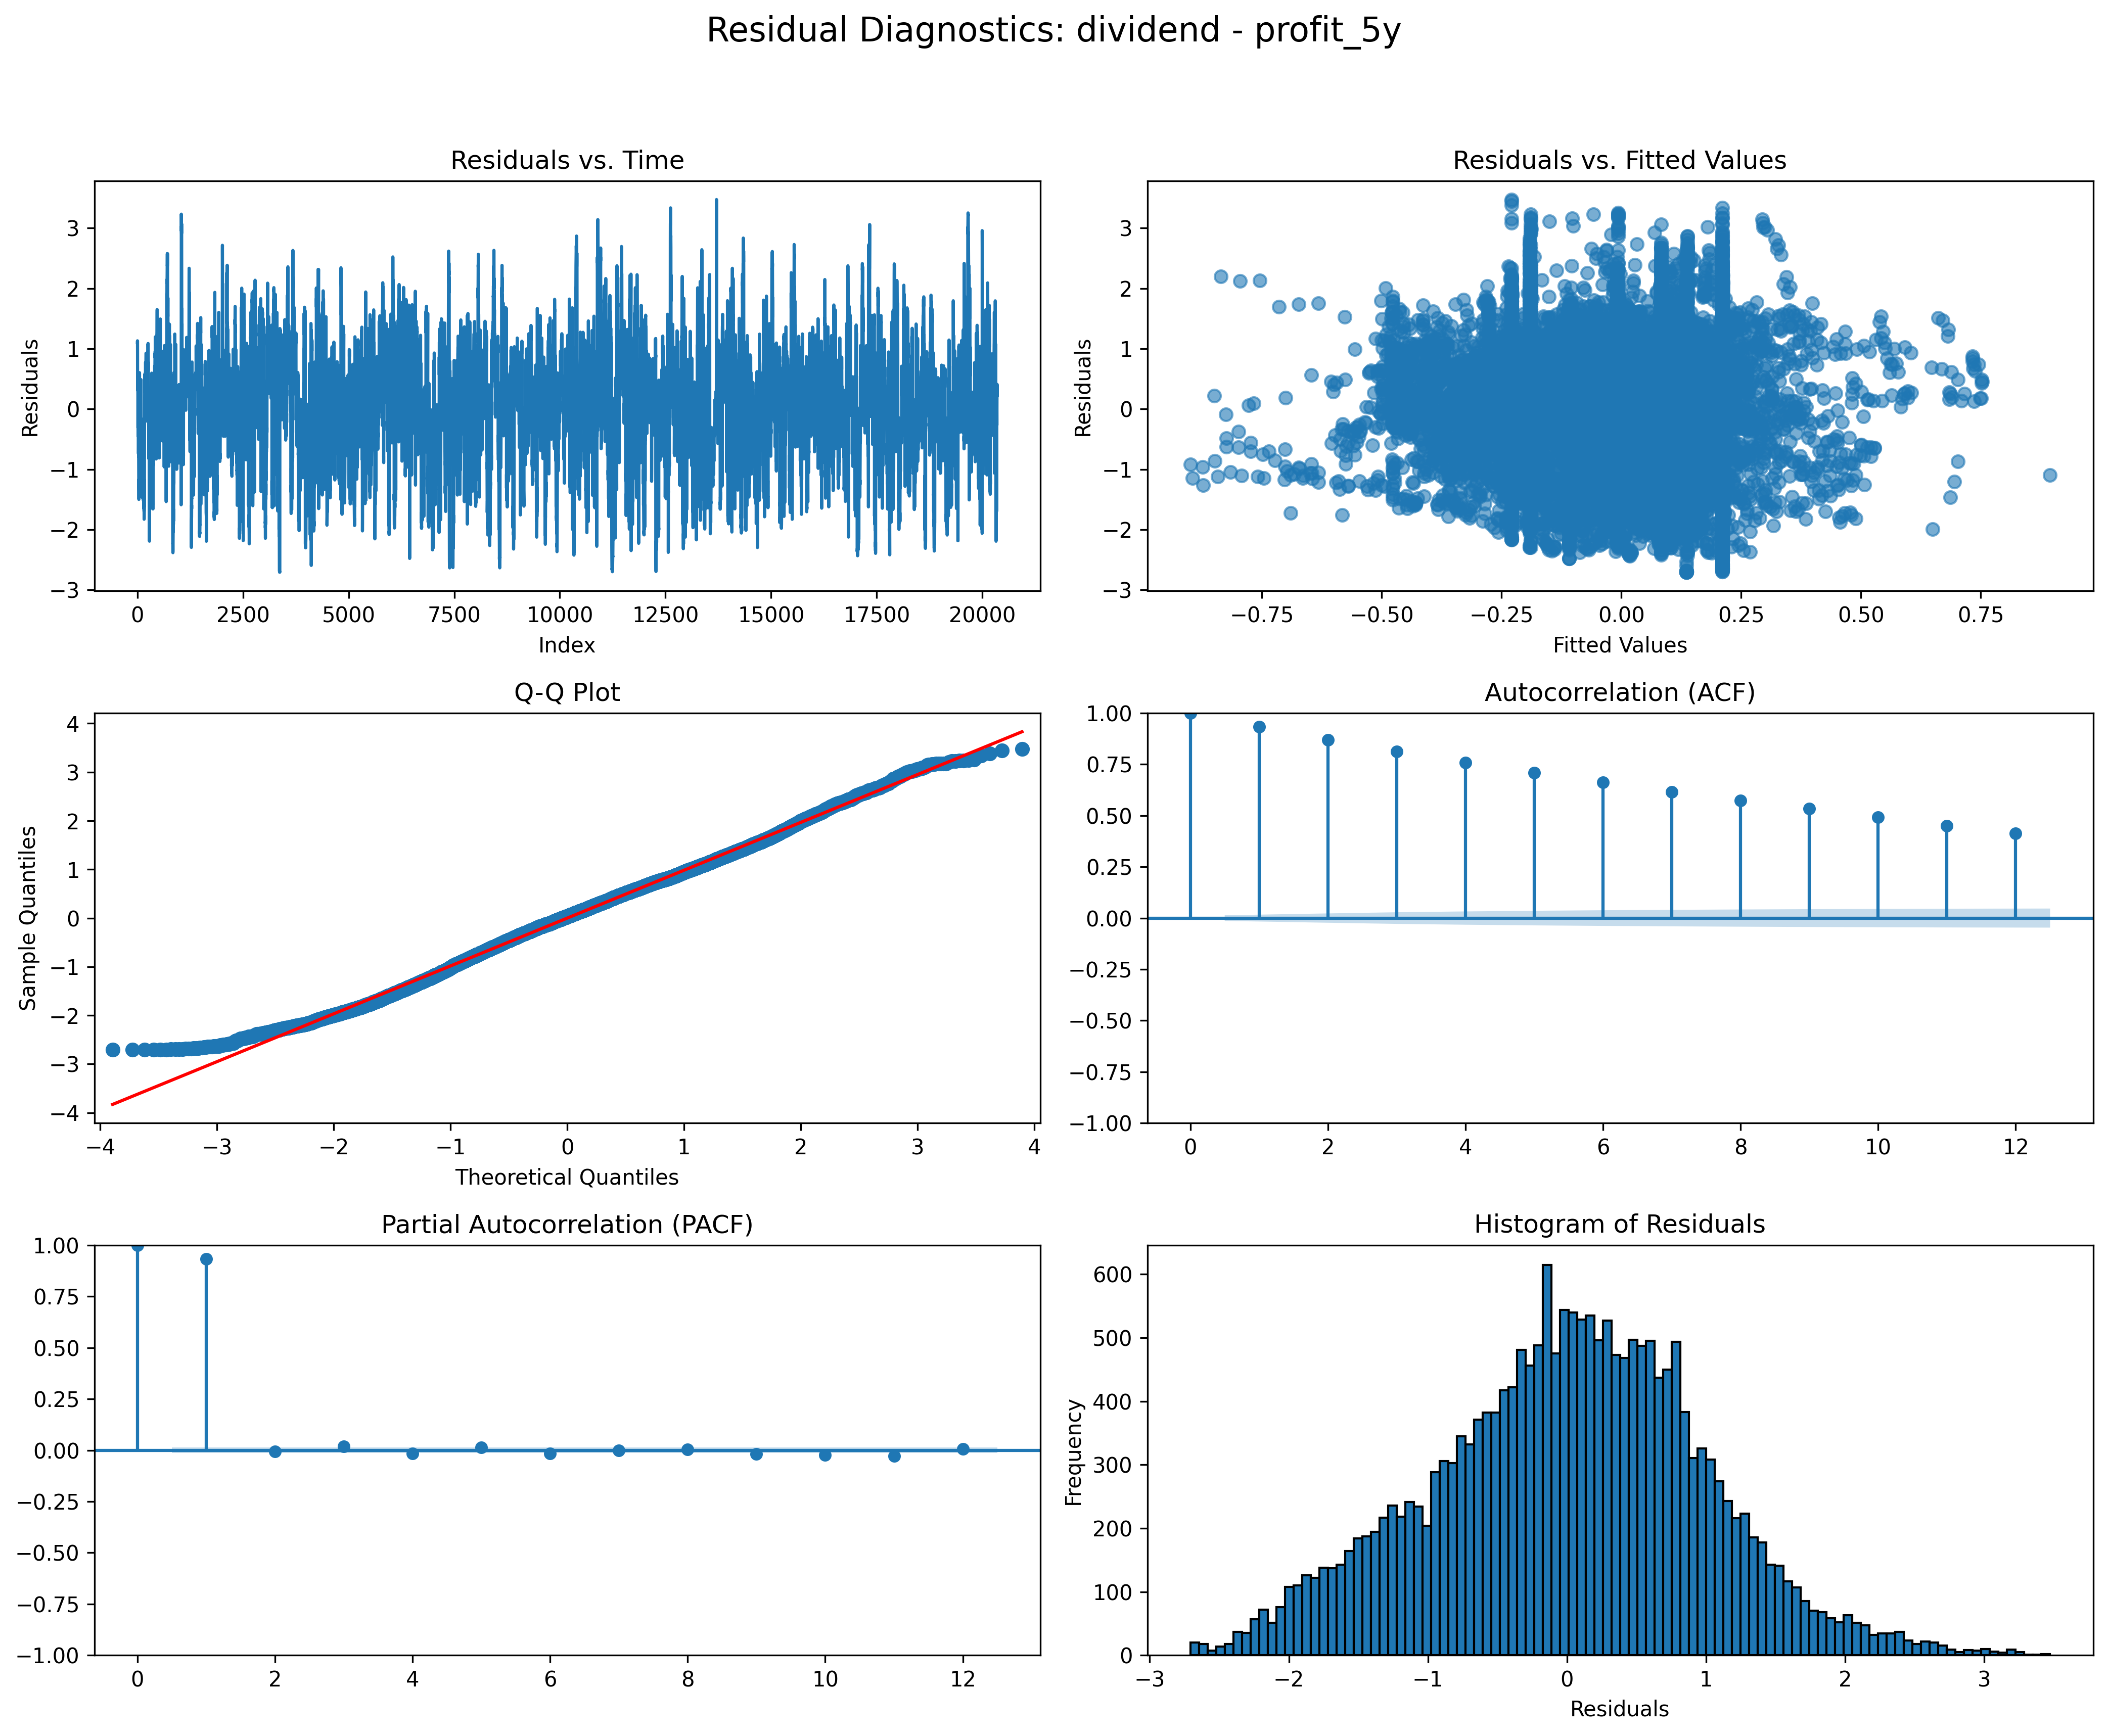 Residual Diagnostics: dividend - profit_5y
Residuals vs. Time
Residuals
3
2
1
0
−1
−2
−3
0 2500 5000 7500 10000 12500 15000 17500 20000
Index
Residuals vs. Fitted Values
Residuals
3
2
1
0
−1
−2
−3
−0.75 −0.50 −0.25 0.00 0.25 0.50 0.75
Fitted Values
Q-Q Plot
Sample Quantiles
4
3
2
1
0
−1
−2
−3
−4
−4 −3 −2 −1 0 1 2 3 4
Theoretical Quantiles
Autocorrelation (ACF)
1.00
0.75
0.50
0.25
0.00
−0.25
−0.50
−0.75
−1.00
0 2 4 6 8 10 12
Partial Autocorrelation (PACF)
1.00
0.75
0.50
0.25
0.00
−0.25
−0.50
−0.75
−1.00
0 2 4 6 8 10 12
Histogram of Residuals
Frequency
600
500
400
300
200
100
0
−3 −2 −1 0 1 2 3
Residuals